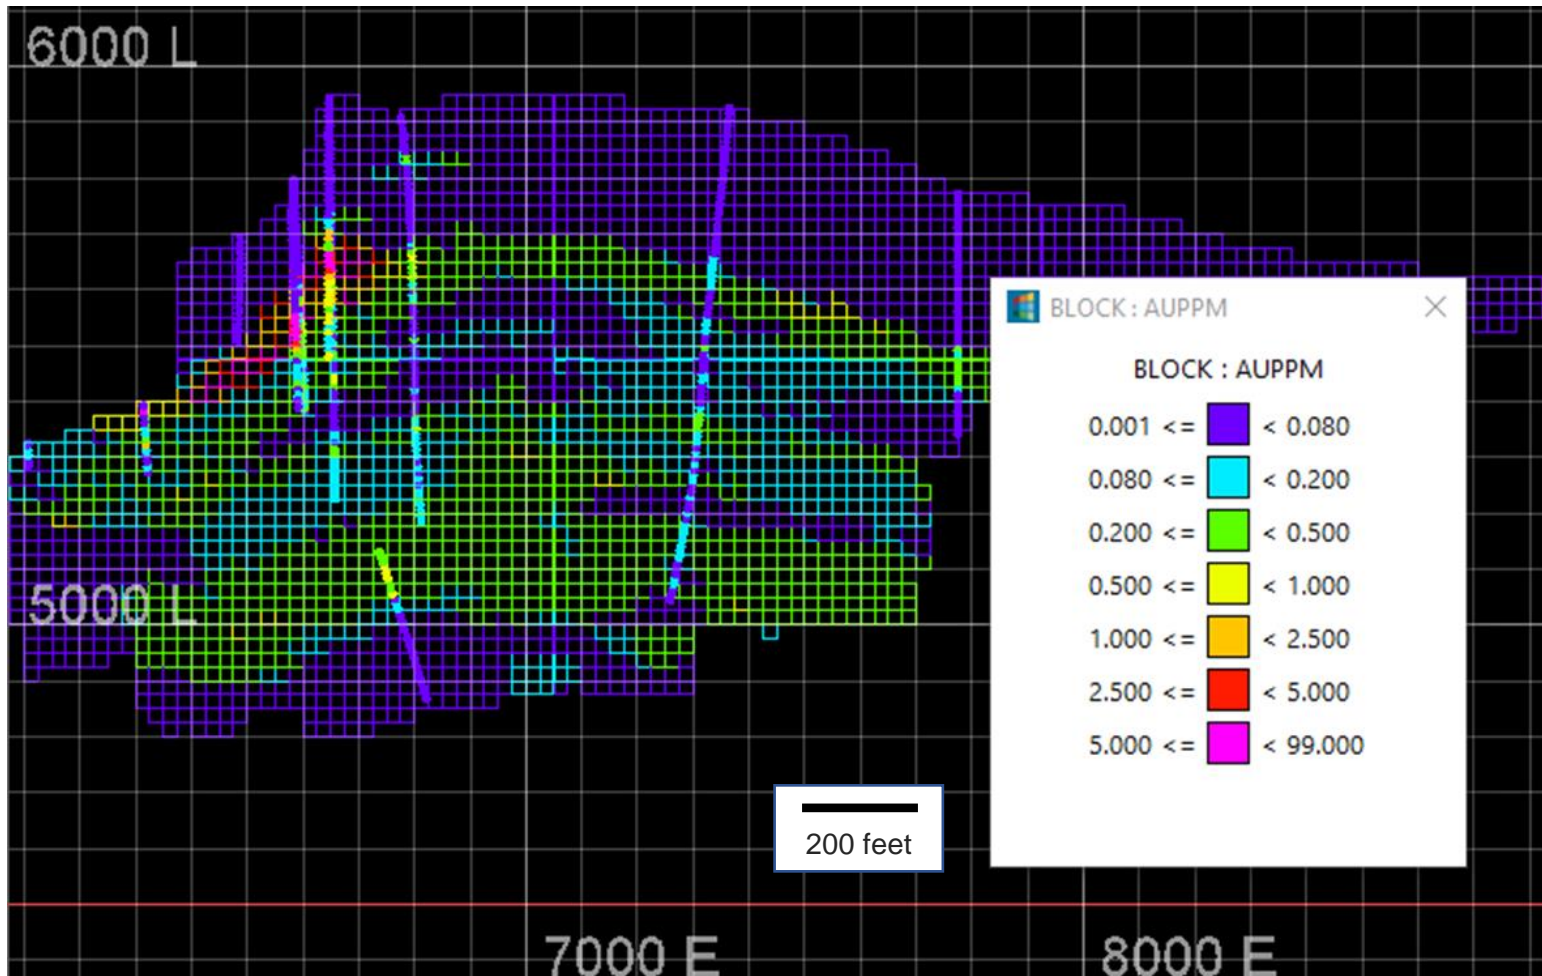 6000 L
BLOCK : AUPPM
BLOCK : AUPPM
0.001 <= < 0.080
0.080 <= < 0.200
0.200 <= < 0.500
0.500 <= < 1.000
1.000 <= < 2.500
2.500 <= < 5.000
5.000 <= < 99.000
5000 L
200 feet
7000 E
8000 E